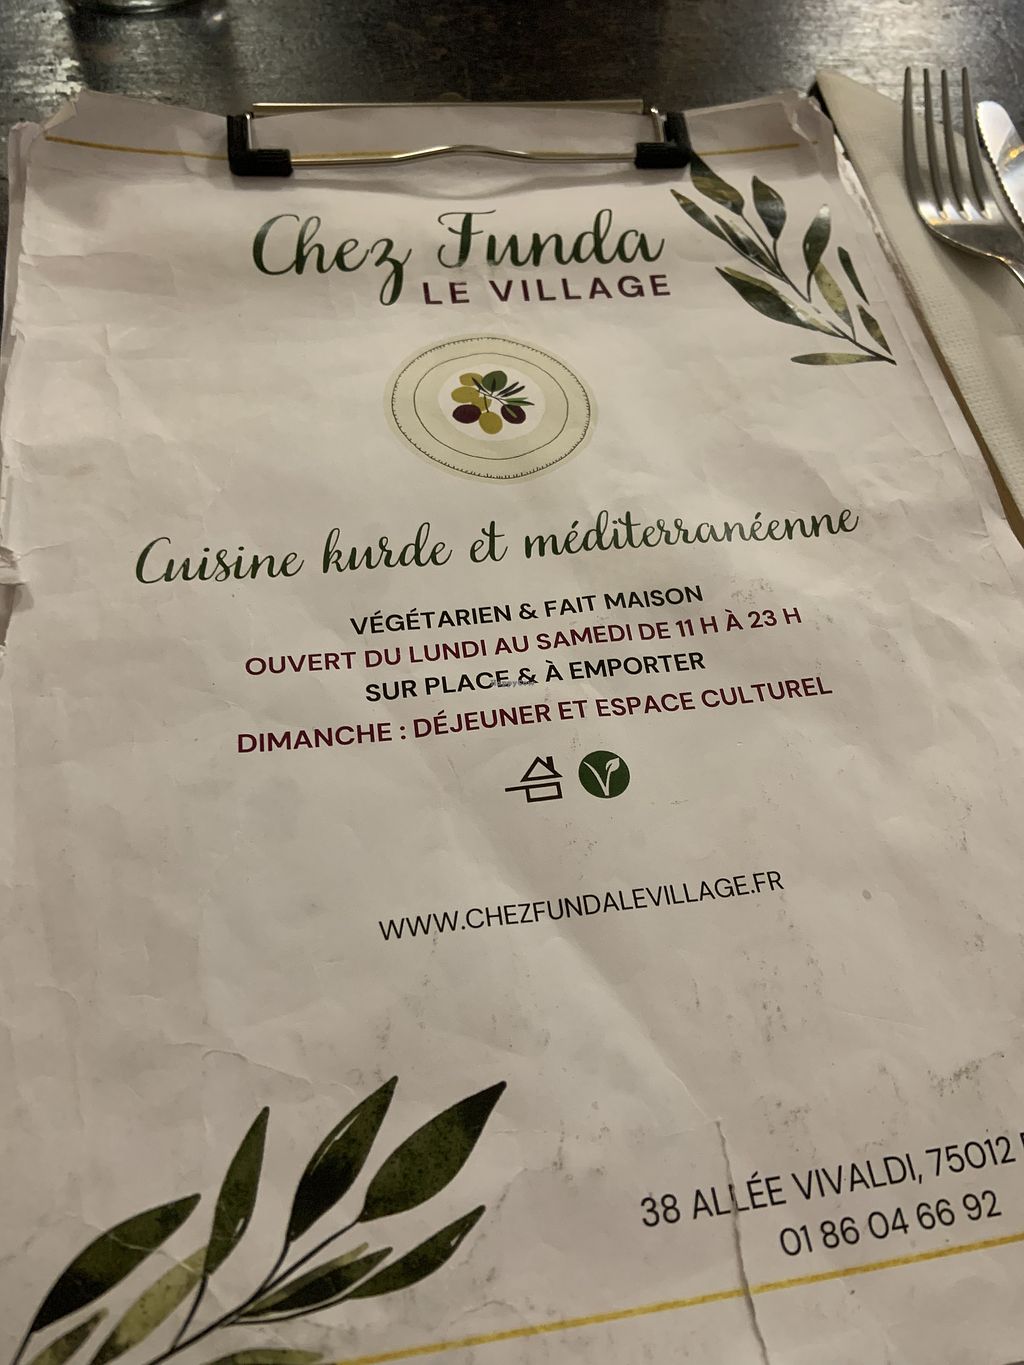 Chez Funda
LE VILLAGE
Cuisine kurde et méditerranéenne
VÉGÉTARIEN & FAIT MAISON
OUVERT DU LUNDI AU SAMEDI DE 11 H À 23 H
SUR PLACE & À EMPORTER
DIMANCHE : DÉJEUNER ET ESPACE CULTUREL
WWW.CHEZFUNDALEVILLAGE.FR
38 ALLÉE VIVALDI, 75012
01 86 04 66 92